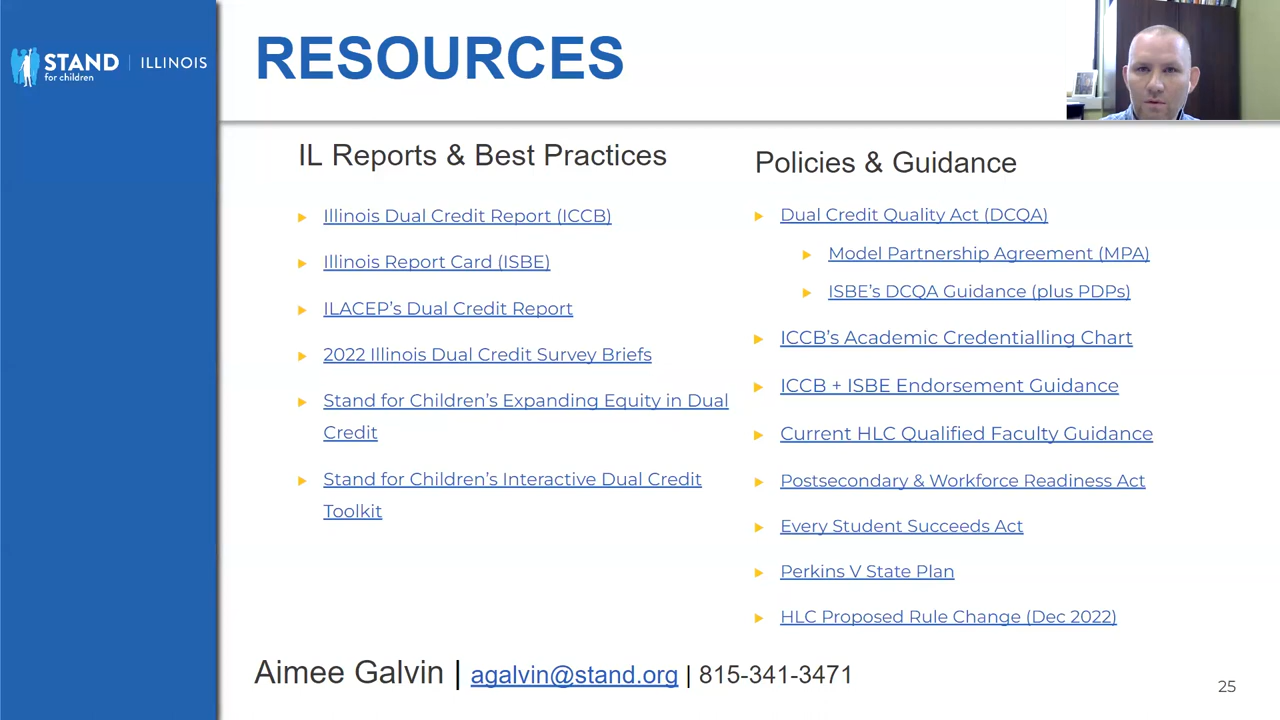 STAND
for children
ILLINOIS
RESOURCES
IL Reports & Best Practices
Illinois Dual Credit Report (ICCB)
Illinois Report Card (ISBE)
ILACEP’s Dual Credit Report
2022 Illinois Dual Credit Survey Briefs
Stand for Children’s Expanding Equity in Dual
Credit
Stand for Children’s Interactive Dual Credit
Toolkit
Policies & Guidance
Dual Credit Quality Act (DCQA)
Model Partnership Agreement (MPA)
ISBE’s DCQA Guidance (plus PDPs)
ICCB’s Academic Credentialling Chart
ICCB + ISBE Endorsement Guidance
Current HLC Qualified Faculty Guidance
Postsecondary & Workforce Readiness Act
Every Student Succeeds Act
Perkins V State Plan
HLC Proposed Rule Change (Dec 2022)
Aimee Galvin | agalvin@stand.org | 815-341-3471
25